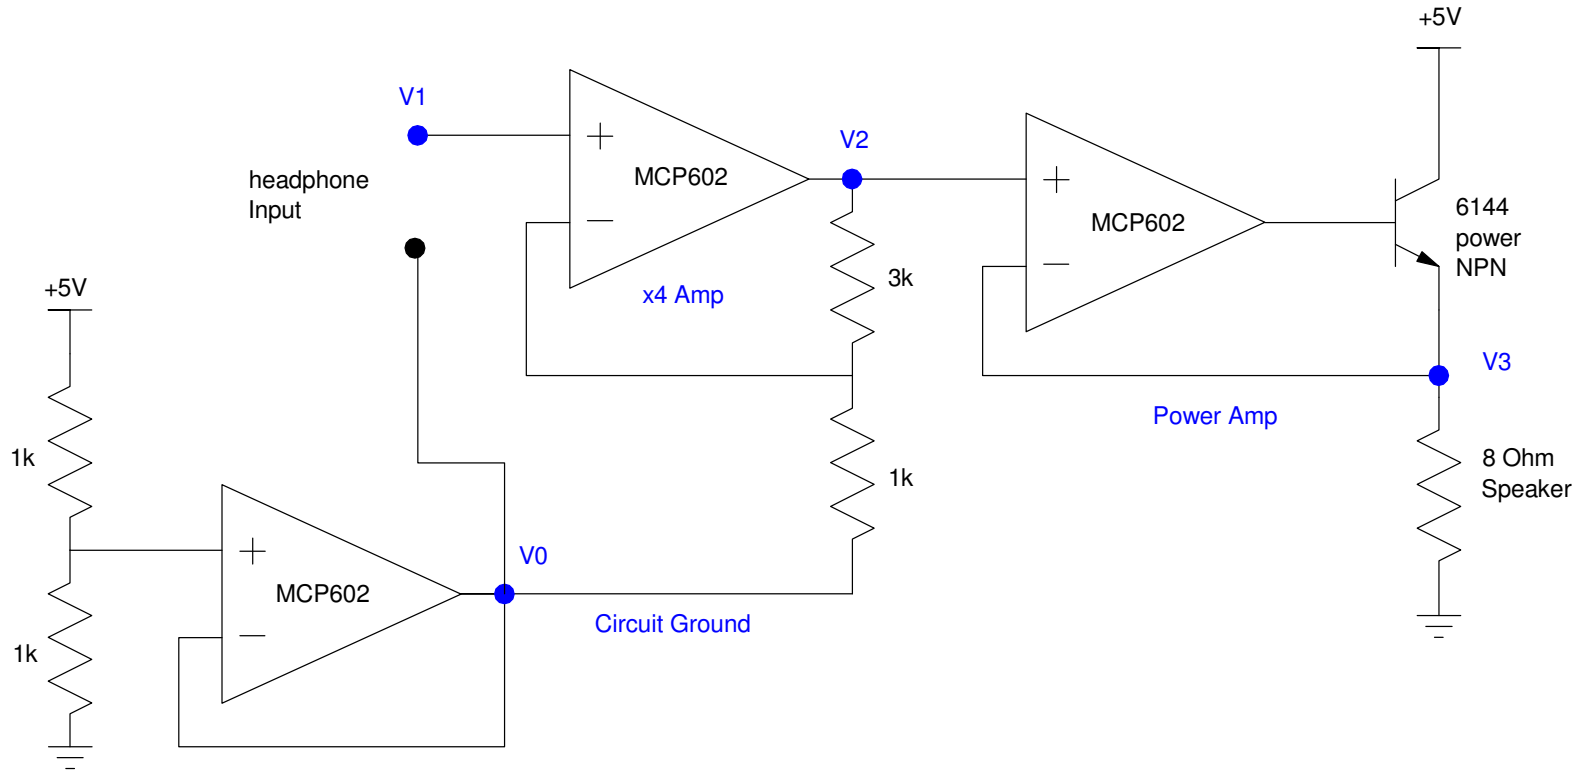 +5V
V1
V2
MCP602
headphone
Input
6144
power
NPN
MCP602
3k
+5V
x4 Amp
V3
Power Amp
1k
1k
8 Ohm
Speaker
V0
MCP602
Circuit Ground
1k